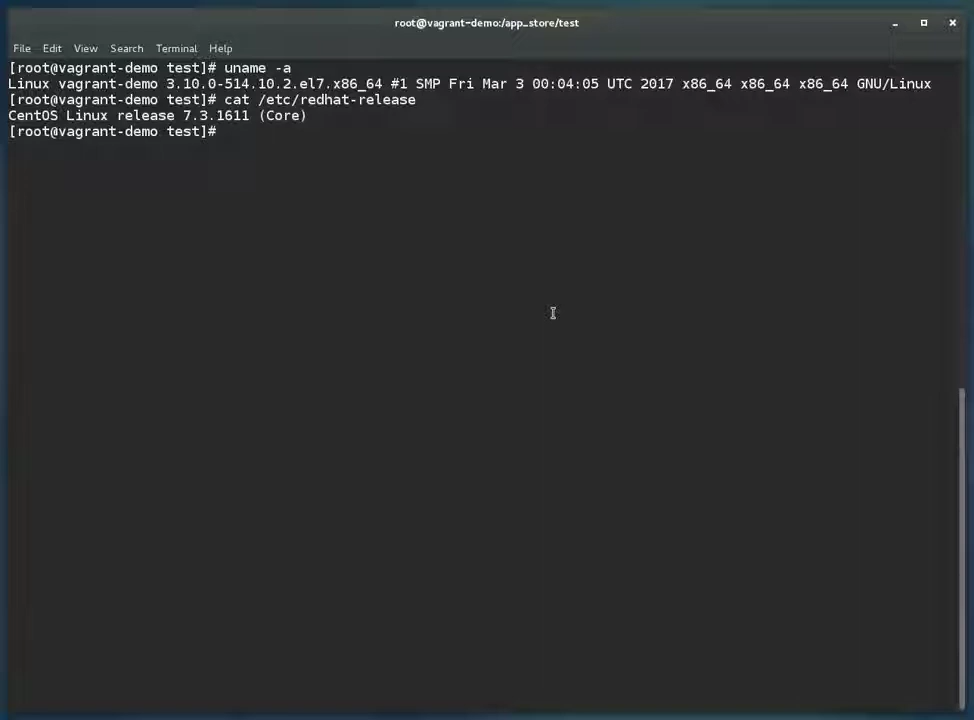 root@vagrant-demo:/app_store/test
File Edit View Search Terminal Help
[root@vagrant-demo test]# uname -a
Linux vagrant-demo 3.10.0-514.10.2.el7.x86_64 #1 SMP Fri Mar 3 00:04:05 UTC 2017 x86_64 x86_64 x86_64 GNU/Linux
[root@vagrant-demo test]# cat /etc/redhat-release
CentOS Linux release 7.3.1611 (Core)
[root@vagrant-demo test]#